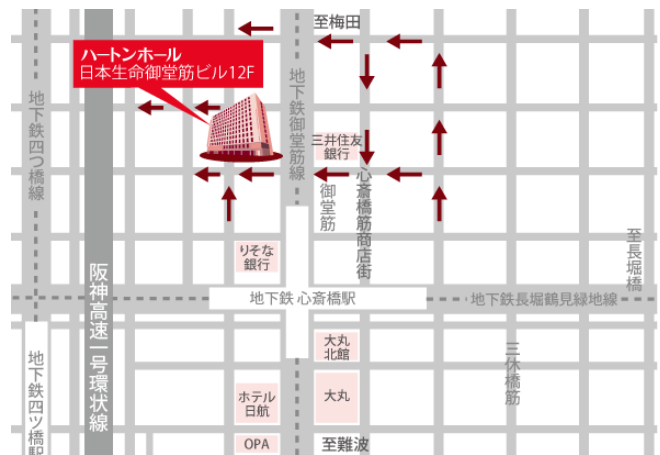 至梅田
ハートンホール
日本生命御堂筋ビル12F
地下鉄四つ橋線
地下鉄御堂筋線
三井住友
銀行
御堂筋
心斎橋筋商店街
至長堀橋
りそな
銀行
阪神高速一号環状線
地下鉄 心斎橋駅
地下鉄長堀鶴見緑地線
地下鉄四ツ橋駅
大丸
北館
三休橋筋
ホテル
日航
大丸
OPA
至難波